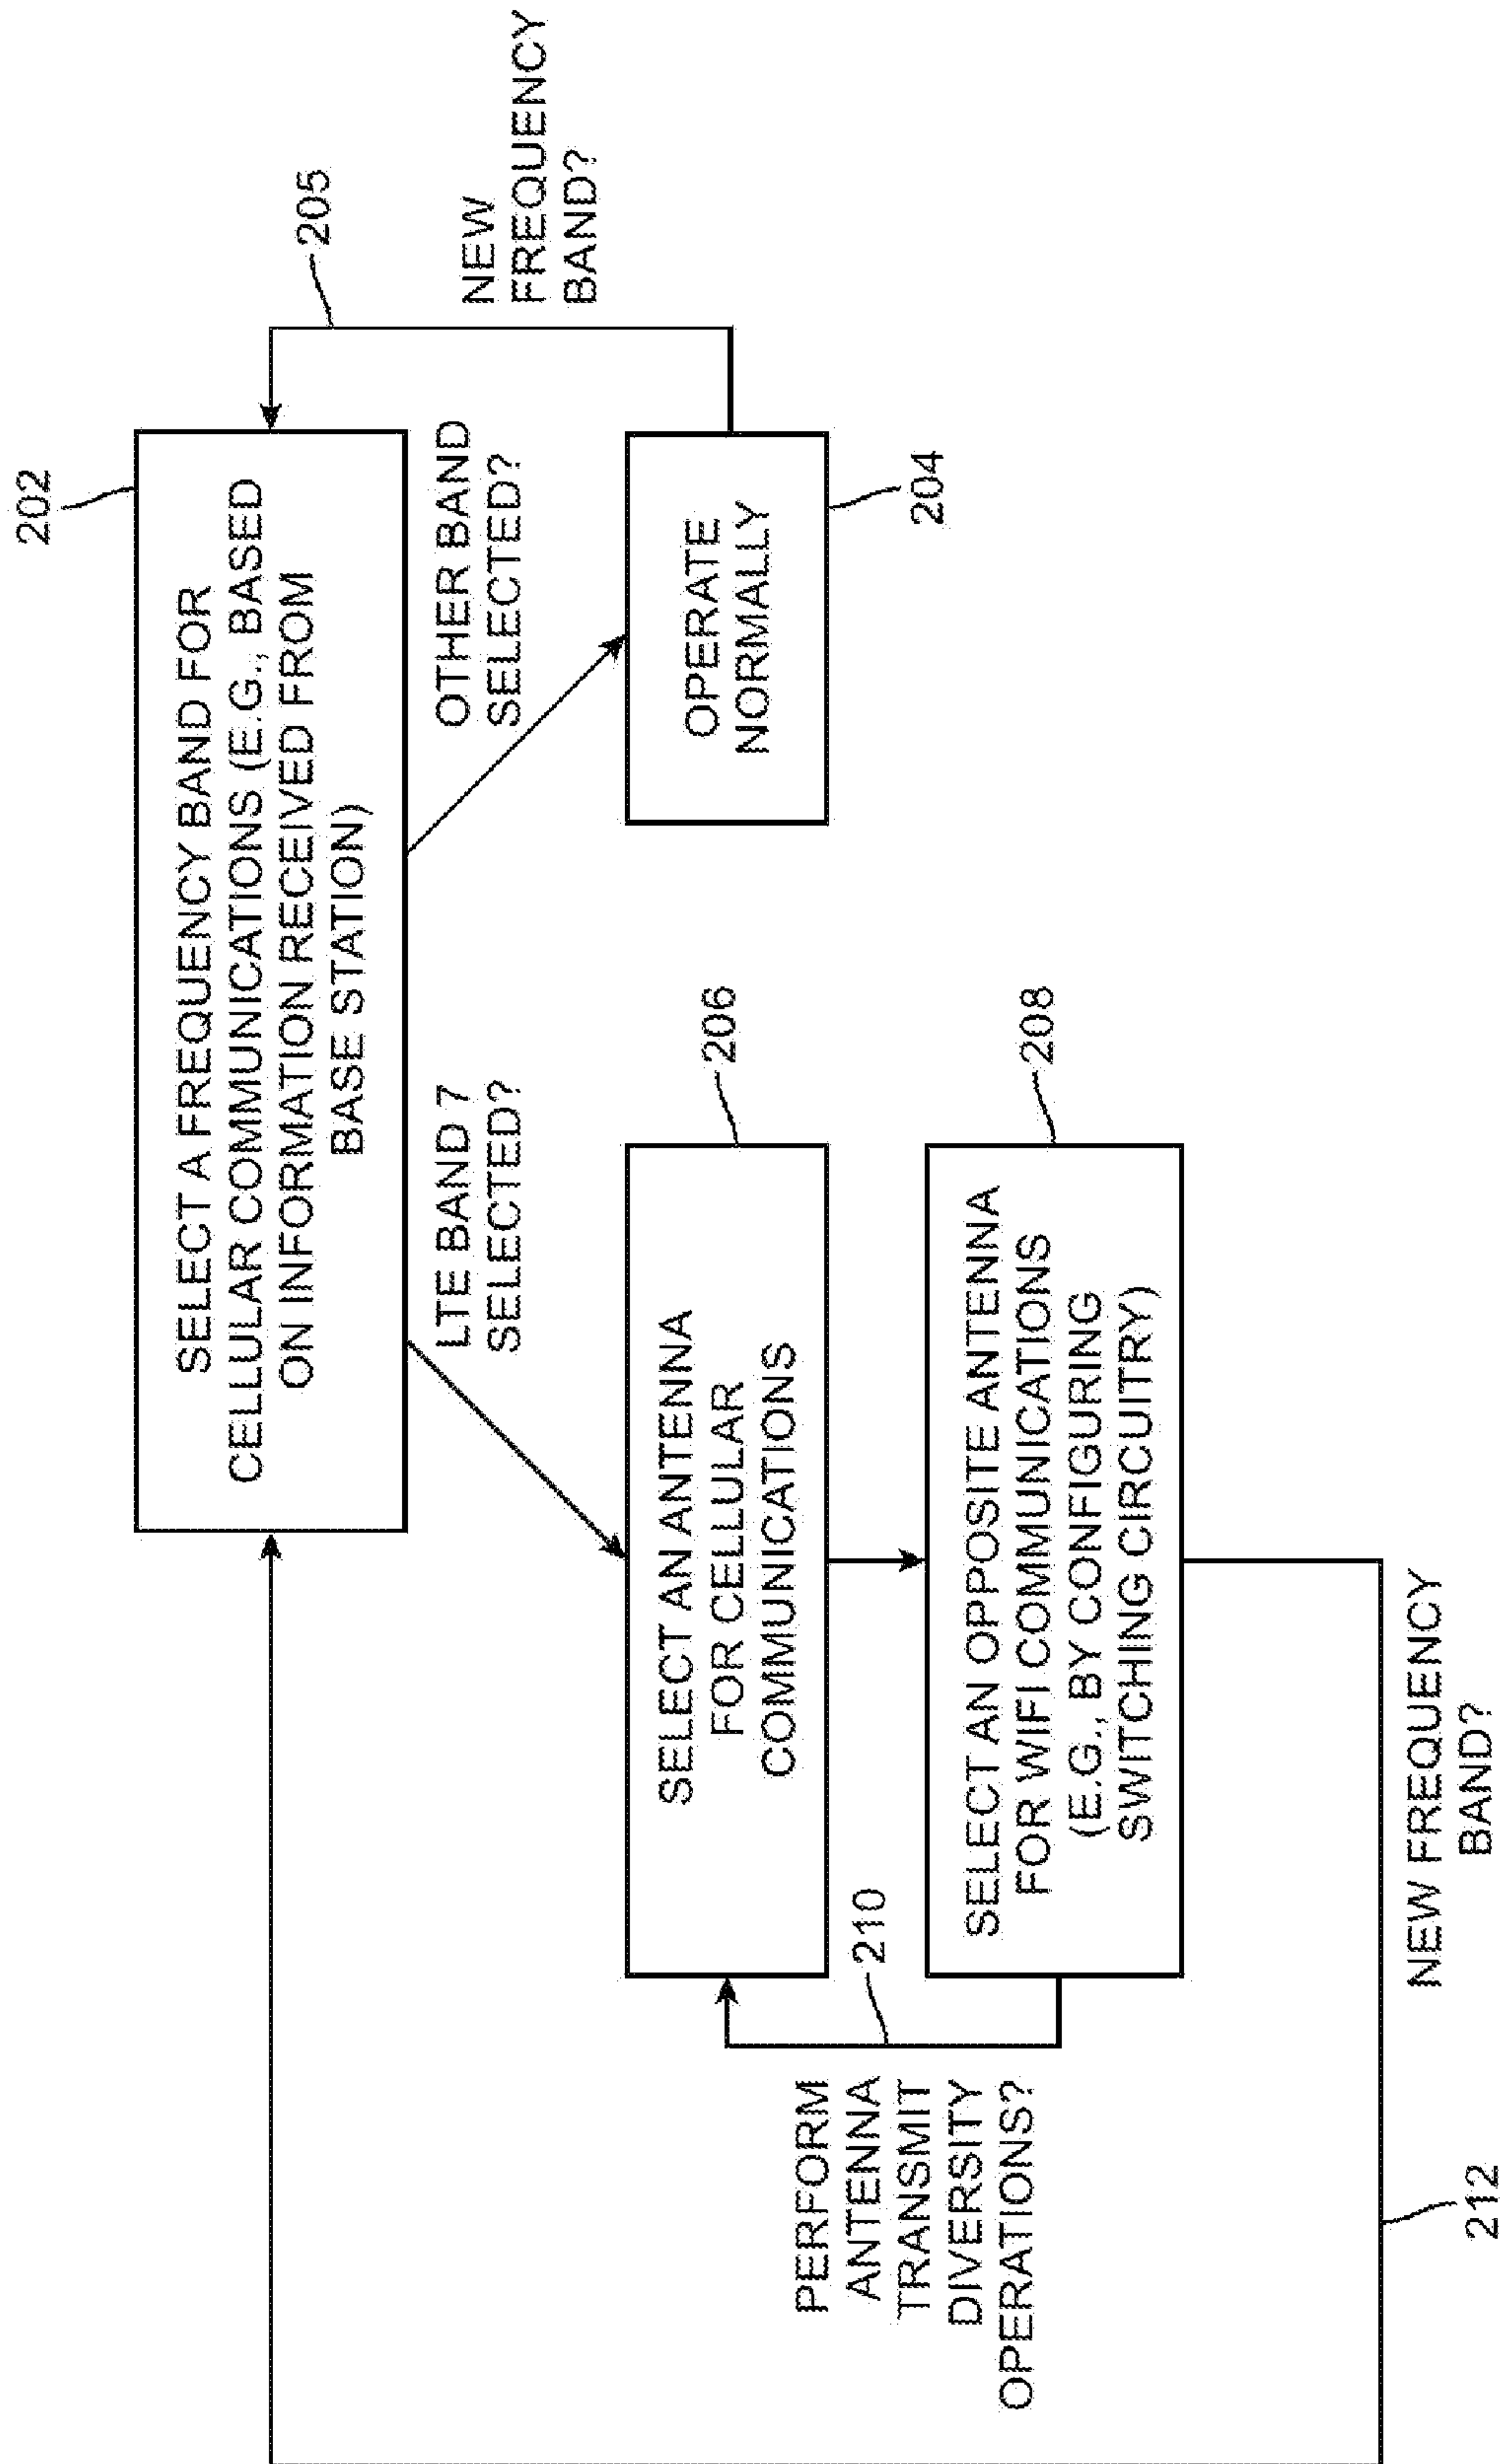 202
SELECT A FREQUENCY BAND FOR
CELLULAR COMMUNICATIONS (E.G., BASED
ON INFORMATION RECEIVED FROM
BASE STATION)
205
NEW
FREQUENCY
BAND?
LTE BAND 7
SELECTED?
OTHER BAND
SELECTED?
206
SELECT AN ANTENNA
FOR CELLULAR
COMMUNICATIONS
OPERATE
NORMALLY
204
PERFORM
ANTENNA
TRANSMIT
DIVERSITY
OPERATIONS?
210
208
SELECT AN OPPOSITE ANTENNA
FOR WIFI COMMUNICATIONS
(E.G., BY CONFIGURING
SWITCHING CIRCUITRY)
212
NEW FREQUENCY
BAND?